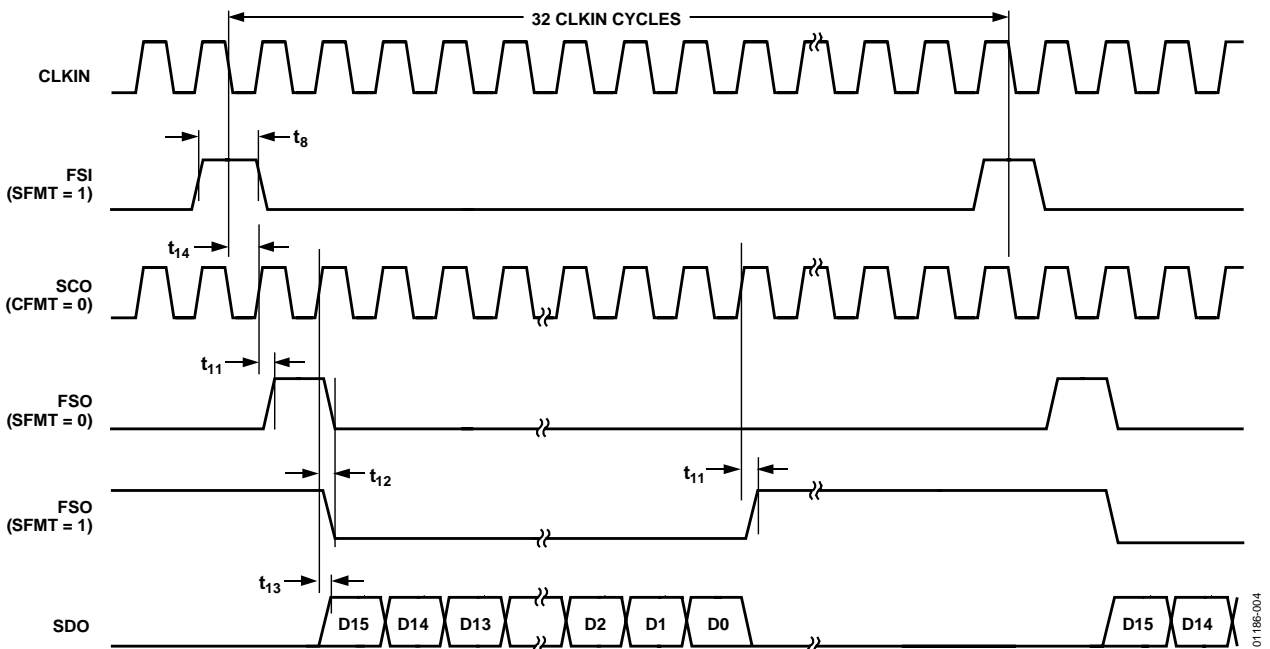 32 CLKIN CYCLES
CLKIN
t8
FSI
(SFMT = 1)
t14
SCO
(CFMT = 0)
t11
FSO
(SFMT = 0)
t12
t11
FSO
(SFMT = 1)
t13
SDO
D15 D14 D13 D2 D1 D0 D15 D14
01186-004